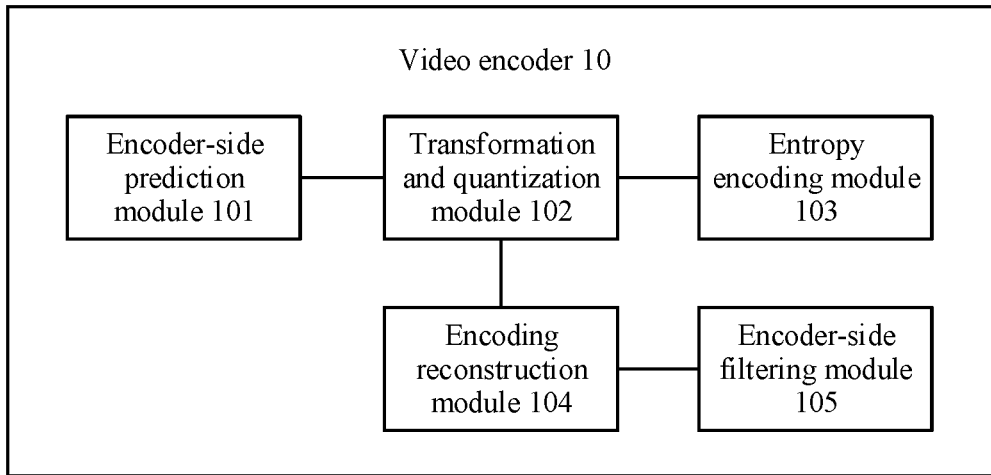 Video encoder 10
Encoder-side
prediction
module 101
Transformation
and quantization
module 102
Entropy
encoding module
103
Encoding
reconstruction
module 104
Encoder-side
filtering module
105